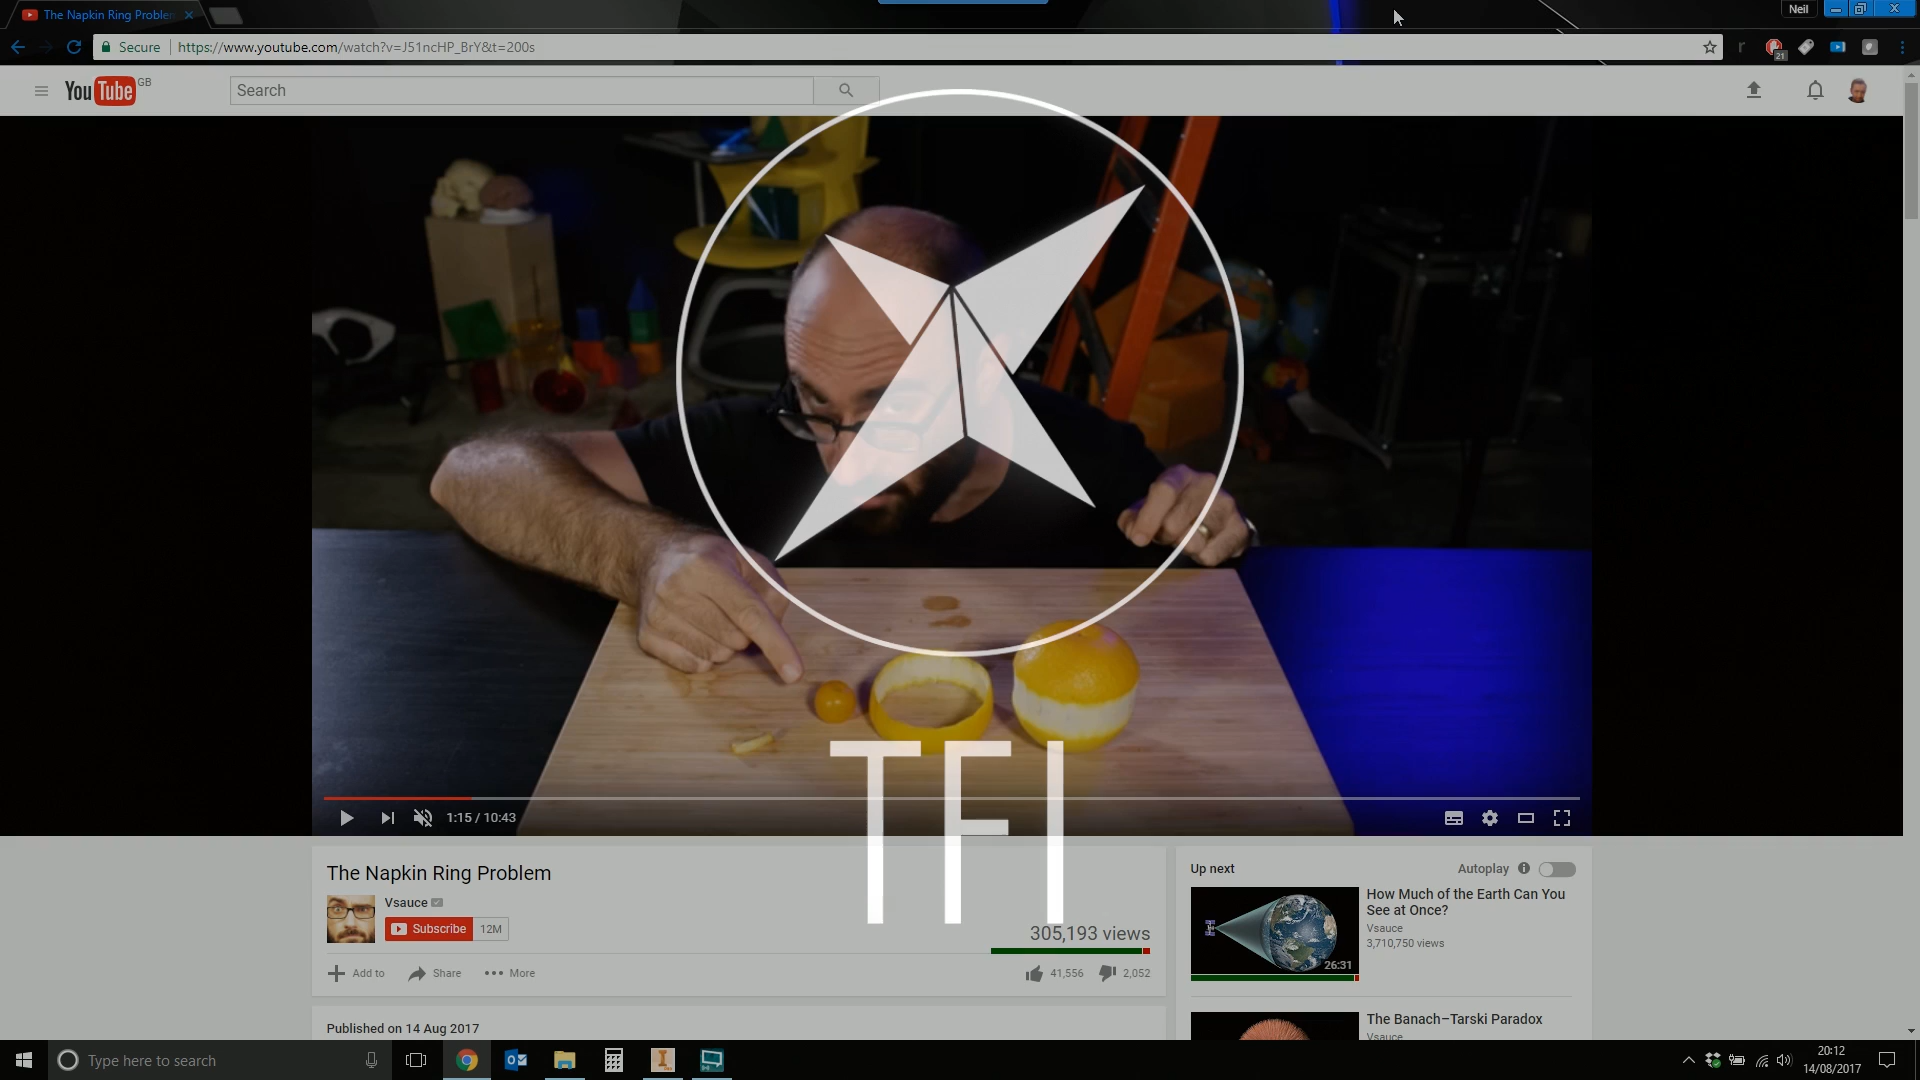 The Napkin Ring Probler
Neil
Secure
https://www.youtube.com/watch?v=J51ncHP_BrY&t=200s
21
YouTube GB
Search
TFI
1:15 / 10:43
The Napkin Ring Problem
Vsauce
Subscribe 12M
305,193 views
Add to Share More
41,556 2,052
Published on 14 Aug 2017
Up next
Autoplay
How Much of the Earth Can You
See at Once?
Vsauce
3,710,750 views
26:31
The Banach–Tarski Paradox
Vsauce
Type here to search
20:12
14/08/2017